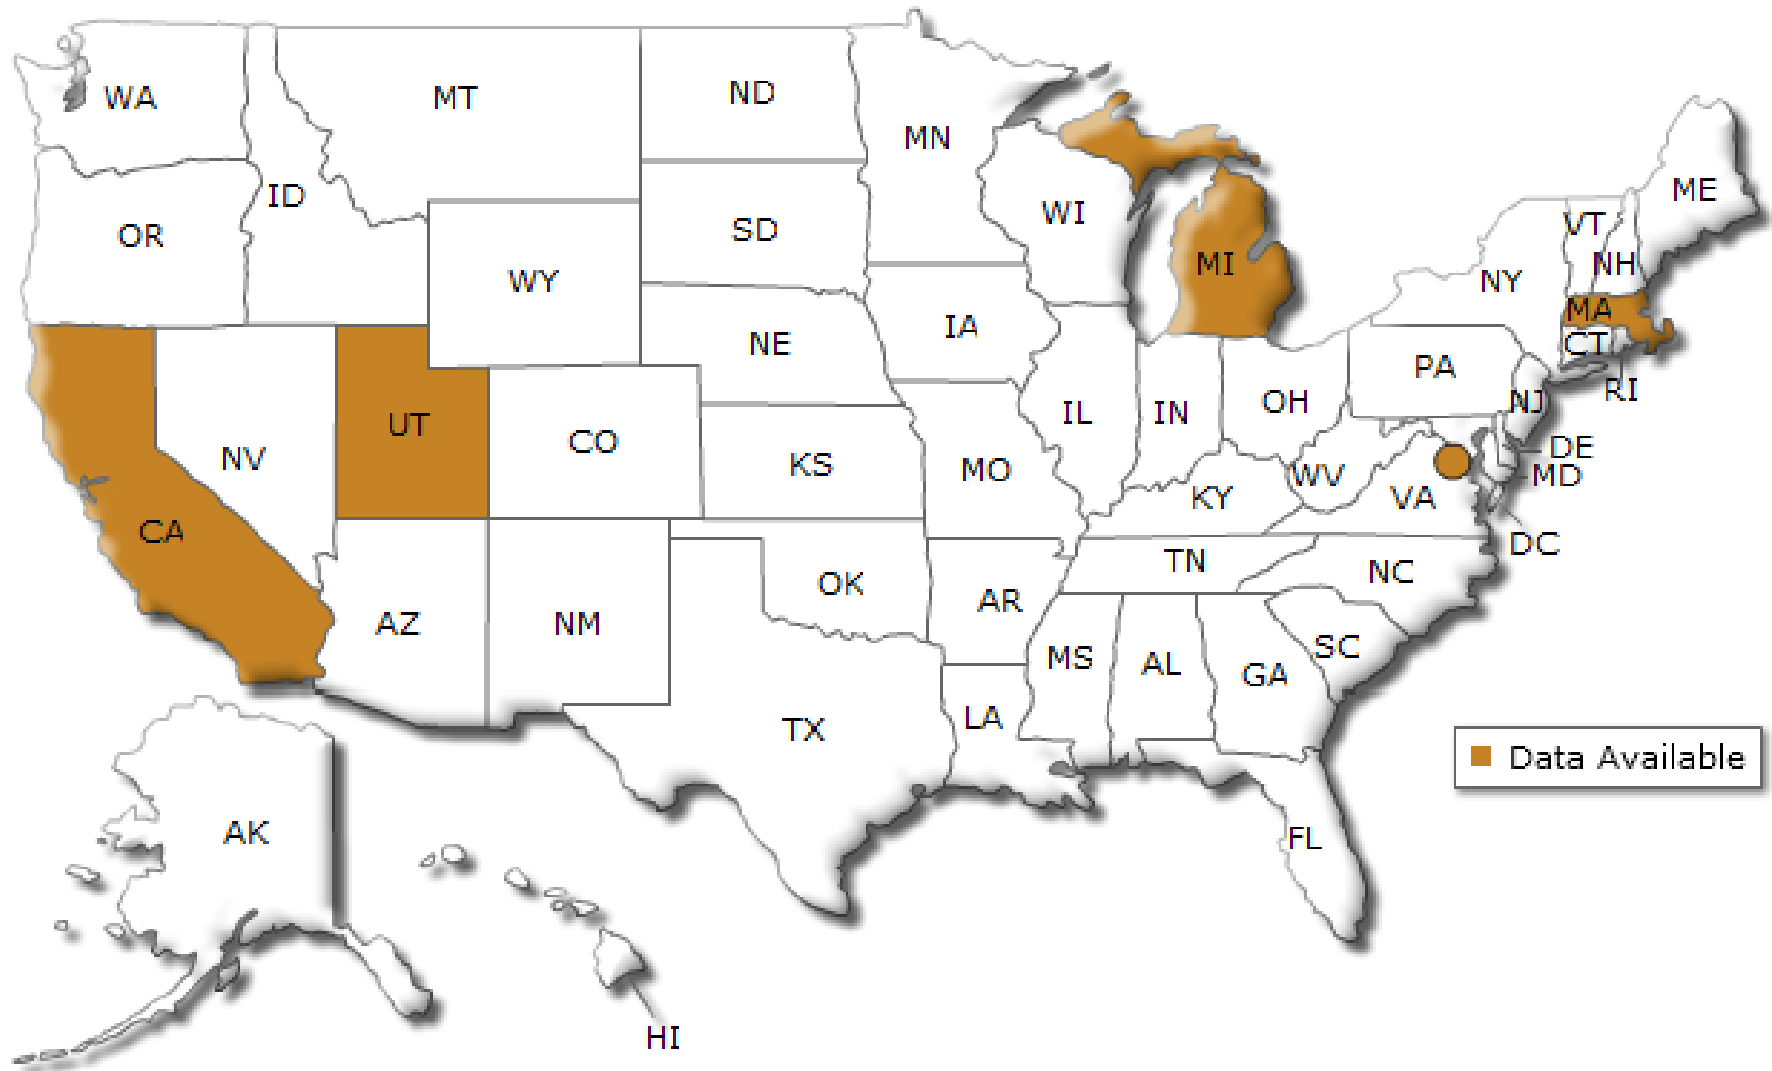 WA
MT
ND
MN
ME
ID
OR
SD
WI
VT
NH
WY
MI
NY
MA
IA
NE
CT
PA
RI
UT
CO
NV
KS
MO
IL
IN
OH
NJ
DE
WV
MD
KY
VA
CA
DC
TN
NC
OK
AR
AZ
NM
MS
AL
GA
SC
TX
LA
Data Available
AK
FL
HI